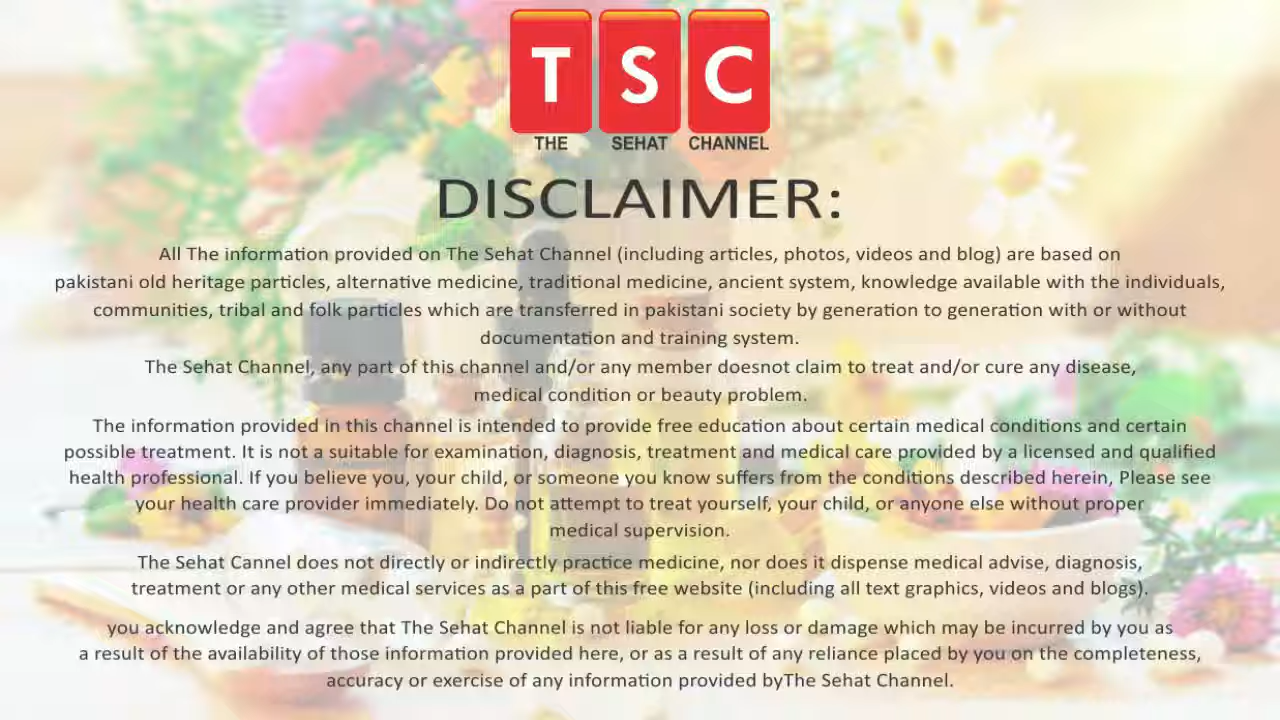 T S C
THE SEHAT CHANNEL
DISCLAIMER:
All The information provided on The Sehat Channel (including articles, photos, videos and blog) are based on
pakistani old heritage particles, alternative medicine, traditional medicine, ancient system, knowledge available with the individuals,
communities, tribal and folk particles which are transferred in pakistani society by generation to generation with or without
documentation and training system.
The Sehat Channel, any part of this channel and/or any member doesnot claim to treat and/or cure any disease,
medical condition or beauty problem.
The information provided in this channel is intended to provide free education about certain medical conditions and certain
possible treatment. It is not a suitable for examination, diagnosis, treatment and medical care provided by a licensed and qualified
health professional. If you believe you, your child, or someone you know suffers from the conditions described herein, Please see
your health care provider immediately. Do not attempt to treat yourself, your child, or anyone else without proper
medical supervision.
The Sehat Cannel does not directly or indirectly practice medicine, nor does it dispense medical advise, diagnosis,
treatment or any other medical services as a part of this free website (including all text graphics, videos and blogs).
you acknowledge and agree that The Sehat Channel is not liable for any loss or damage which may be incurred by you as
a result of the availability of those information provided here, or as a result of any reliance placed by you on the completeness,
accuracy or exercise of any information provided byThe Sehat Channel.